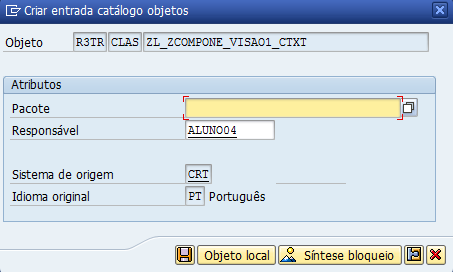 Criar entrada catálogo objetos
Objeto R3TR CLAS ZL_ZCOMPONE_VISAO1_CTXT
Atributos
Pacote
Responsável ALUNO04
Sistema de origem CRT
Idioma original PT Português
Objeto local Síntese bloqueio